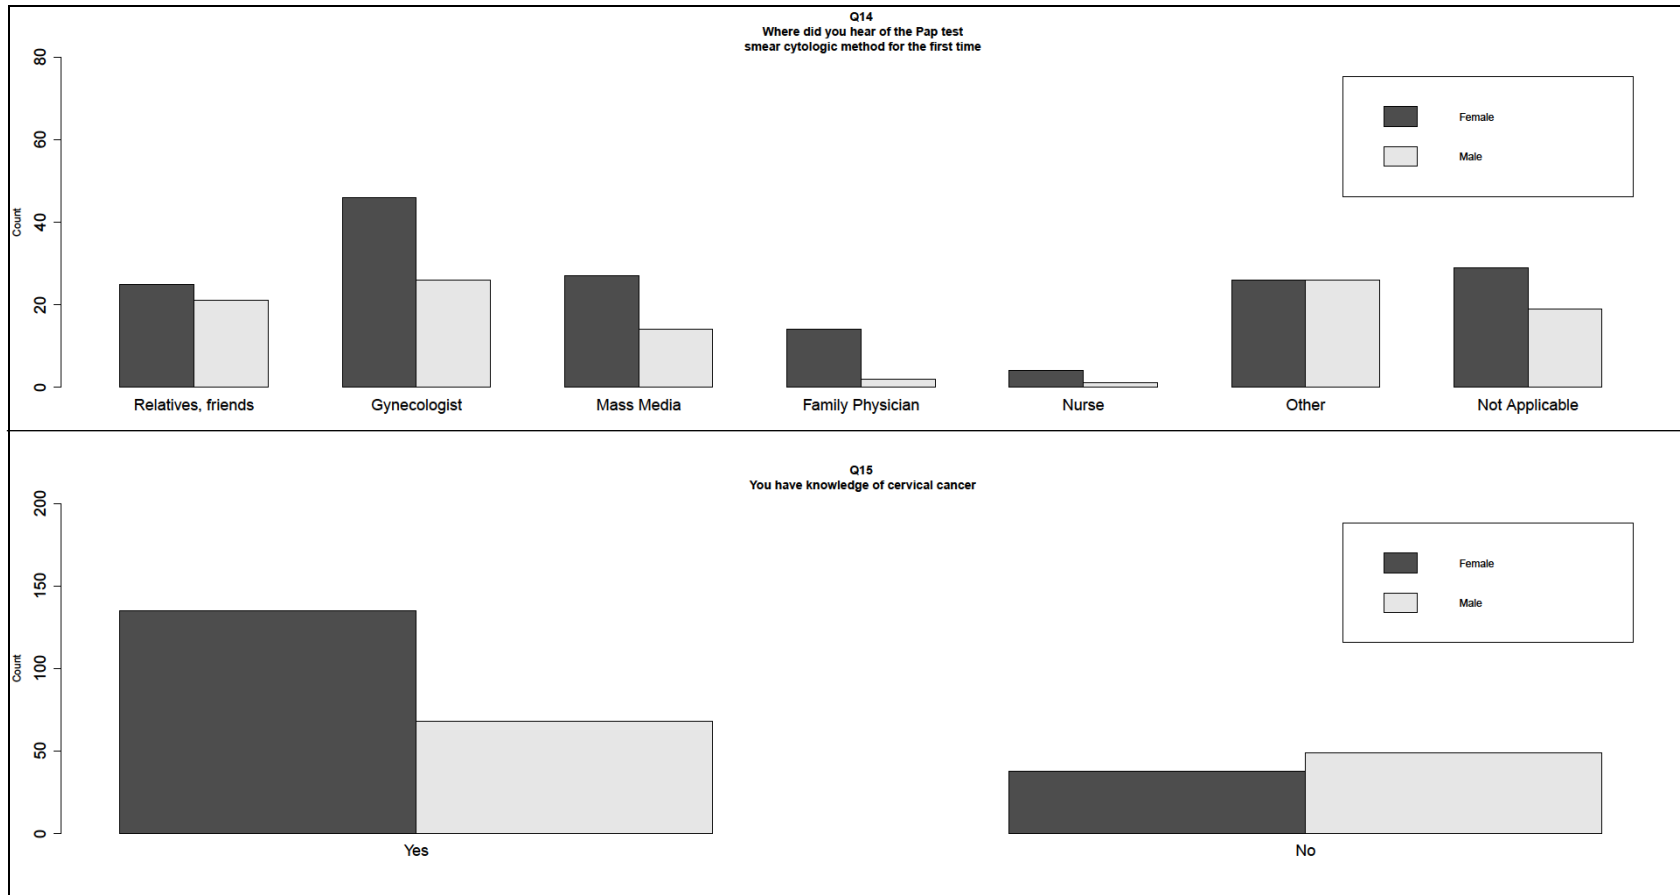 Q14
Where did you hear of the Pap test
smear cytologic method for the first time
80
60
40
20
0
Count
Female
Male
Relatives, friends
Gynecologist
Mass Media
Family Physician
Nurse
Other
Not Applicable
Q15
You have knowledge of cervical cancer
200
150
100
50
0
Count
Female
Male
Yes
No